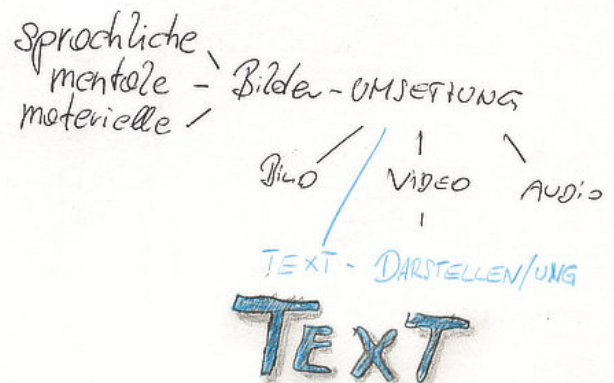 sprachliche
mentale - Bilder - UMSETZUNG
materielle
Bild VIDEO AUDiO
TEXT - DARSTELLEN/UNG
TEXT